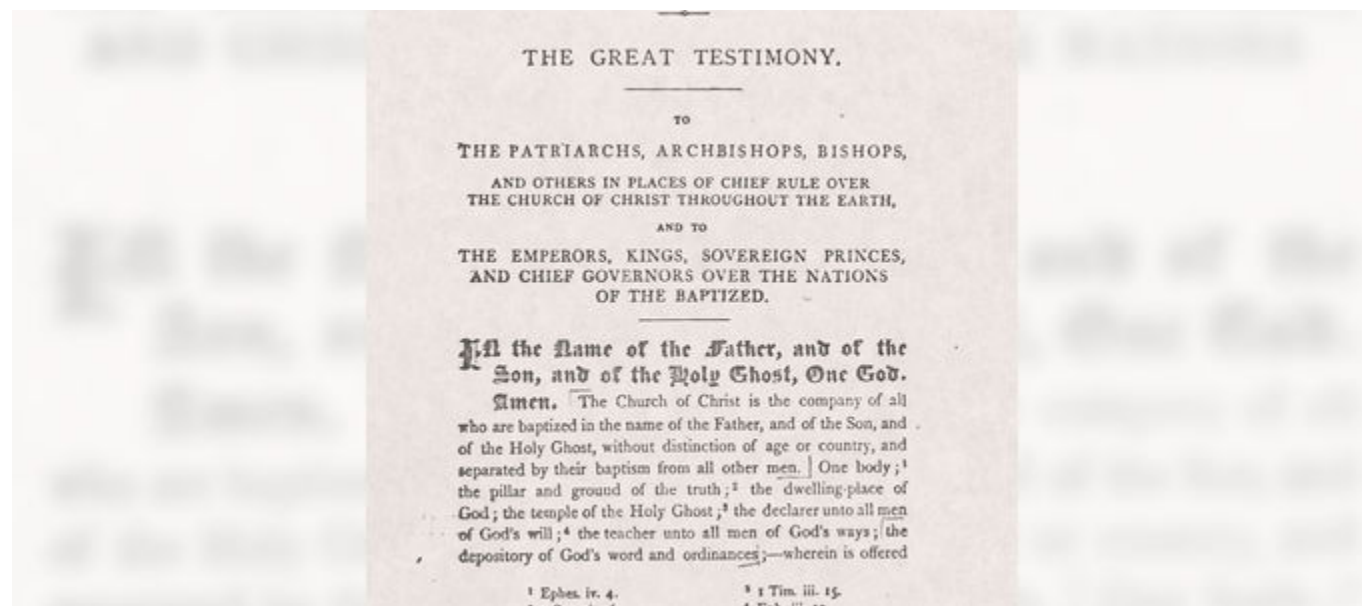 THE GREAT TESTIMONY.
TO
THE PATRIARCHS, ARCHBISHOPS, BISHOPS,
AND OTHERS IN PLACES OF CHIEF RULE OVER
THE CHURCH OF CHRIST THROUGHOUT THE EARTH,
AND TO
THE EMPERORS, KINGS, SOVEREIGN PRINCES,
AND CHIEF GOVERNORS OVER THE NATIONS
OF THE BAPTIZED.
IN the Name of the Father, and of the
Son, and of the Holy Ghost, One God.
Amen. The Church of Christ is the company of all
who are baptized in the name of the Father, and of the Son, and
of the Holy Ghost, without distinction of age or country, and
separated by their baptism from all other men. One body;¹
the pillar and ground of the truth;² the dwelling-place of
God; the temple of the Holy Ghost;³ the declarer unto all men
of God's will;⁴ the teacher unto all men of God's ways; the
depository of God's word and ordinances;—wherein is offered
¹ Ephes. iv. 4.
³ 1 Tim. iii. 15.